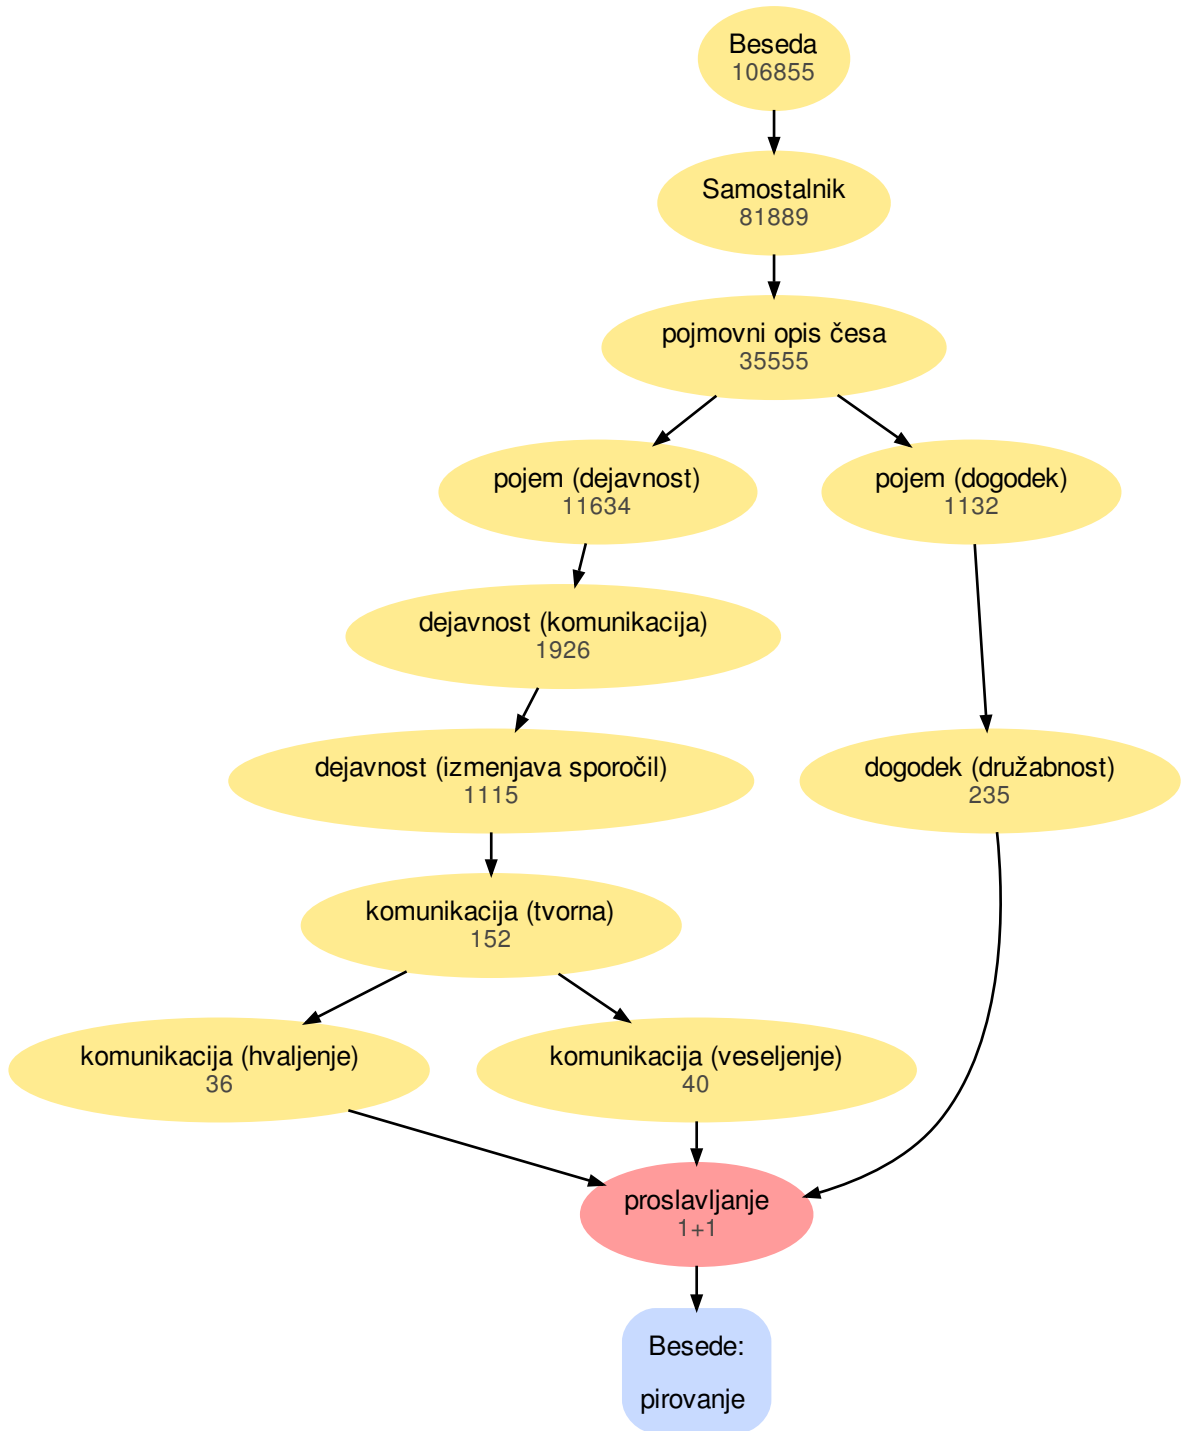 Beseda
106855
Samostalnik
81889
pojmovni opis česa
35555
pojem (dejavnost)
11634
pojem (dogodek)
1132
dejavnost (komunikacija)
1926
dejavnost (izmenjava sporočil)
1115
dogodek (družabnost)
235
komunikacija (tvorna)
152
komunikacija (hvaljenje)
36
komunikacija (veseljenje)
40
proslavljanje
1+1
Besede:
pirovanje